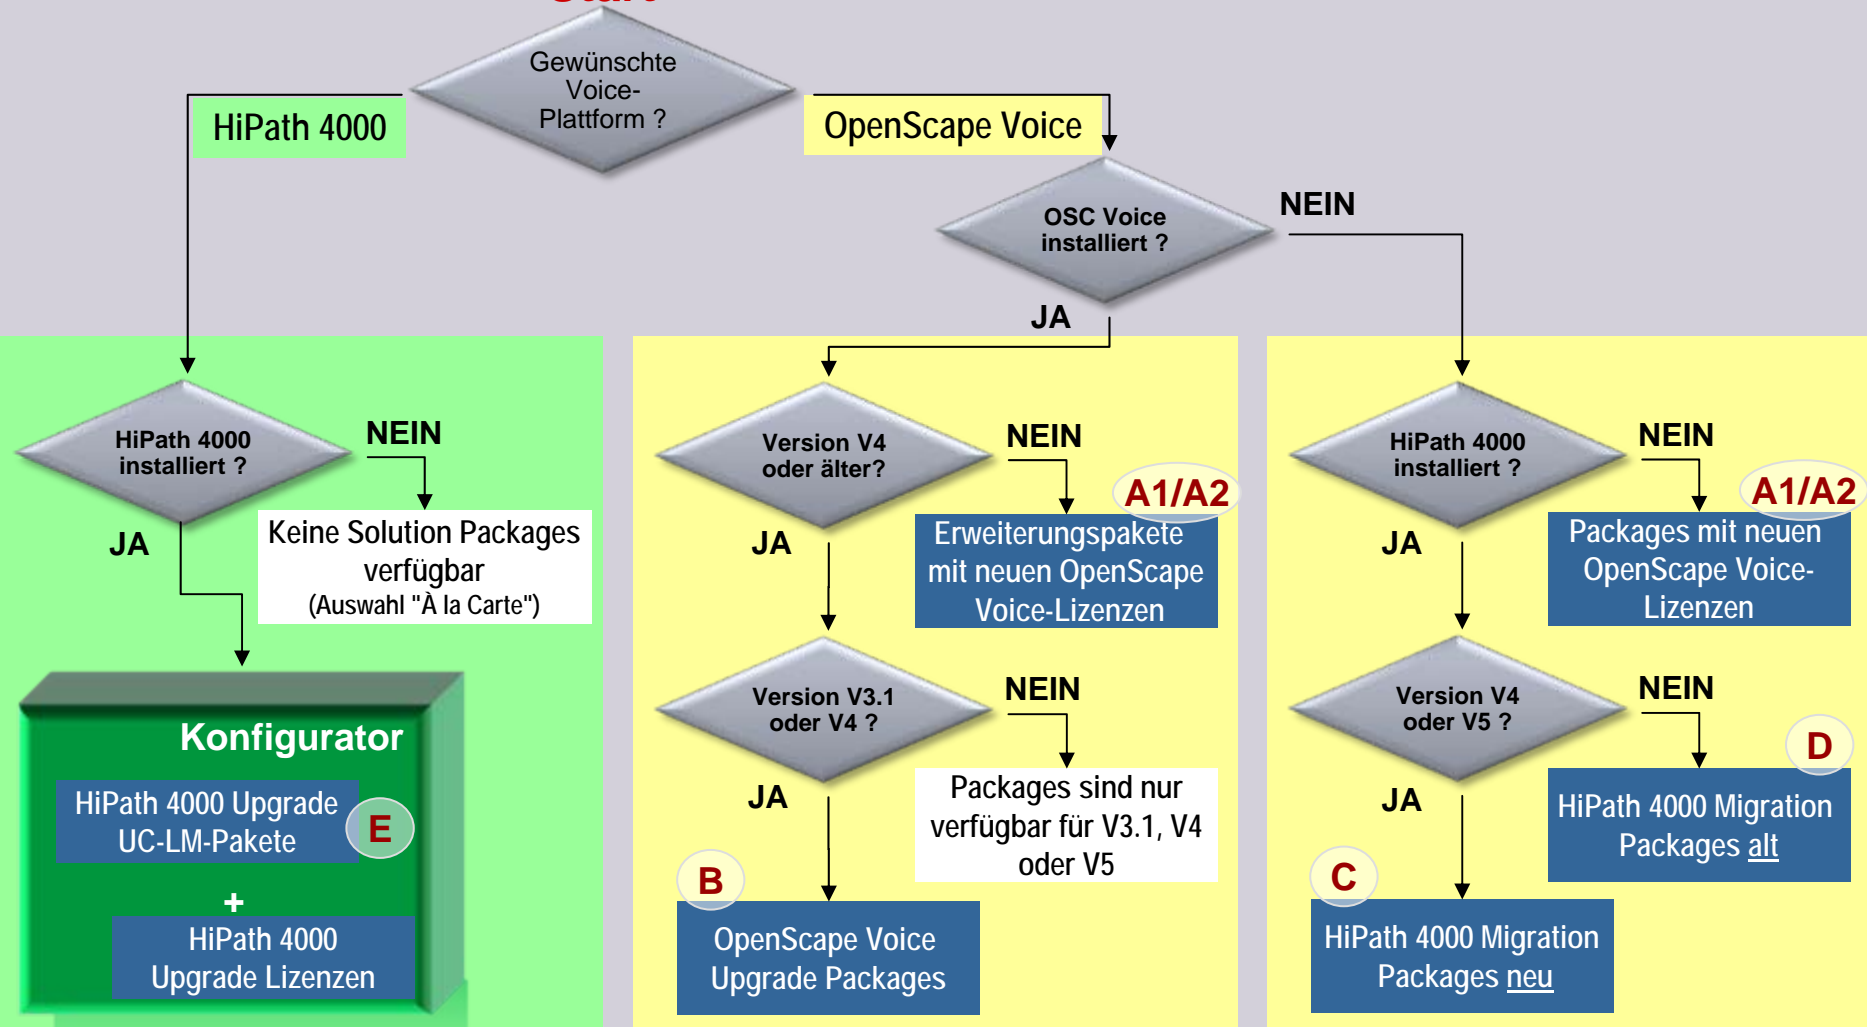 Start
Gewünschte
Voice-
Plattform ?
HiPath 4000
OpenScape Voice
OSC Voice
installiert ?
NEIN
JA
HiPath 4000
installiert ?
NEIN
JA
Keine Solution Packages
verfügbar
(Auswahl "À la Carte")
Konfigurator
HiPath 4000 Upgrade
UC-LM-Pakete
E
+
HiPath 4000
Upgrade Lizenzen
Version V4
oder älter?
NEIN
JA
A1/A2
Erweiterungspakete
mit neuen OpenScape
Voice-Lizenzen
Version V3.1
oder V4 ?
NEIN
JA
Packages sind nur
verfügbar für V3.1, V4
oder V5
B
OpenScape Voice
Upgrade Packages
HiPath 4000
installiert ?
NEIN
JA
A1/A2
Packages mit neuen
OpenScape Voice-
Lizenzen
Version V4
oder V5 ?
NEIN
JA
D
HiPath 4000 Migration
Packages alt
C
HiPath 4000 Migration
Packages neu